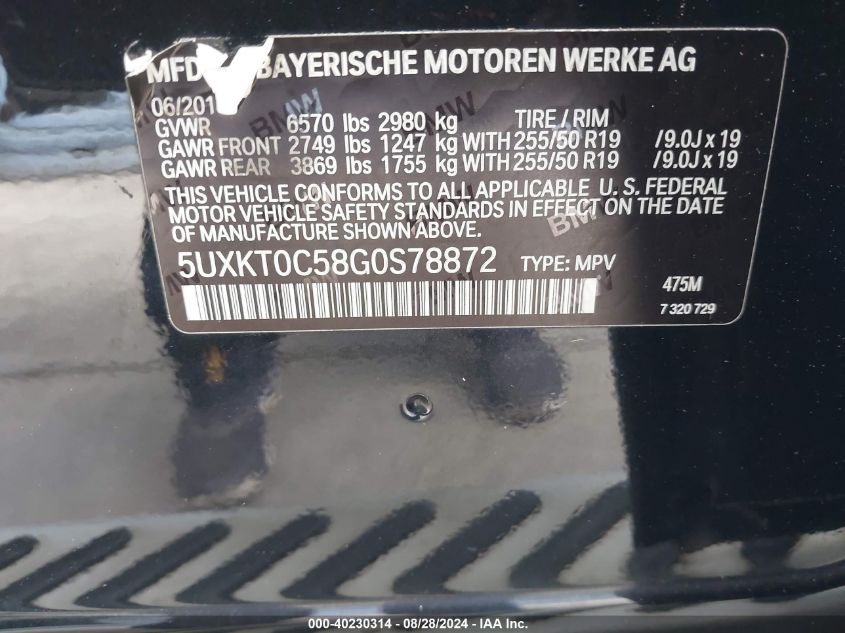 MFD BAYERISCHE MOTOREN WERKE AG
06/201
GVWR 6570 lbs 2980 kg TIRE / RIM
GAWR FRONT 2749 lbs 1247 kg WITH 255/50 R19 /9.0J x 19
GAWR REAR 3869 lbs 1755 kg WITH 255/50 R19 /9.0J x 19
THIS VEHICLE CONFORMS TO ALL APPLICABLE U. S. FEDERAL
MOTOR VEHICLE SAFETY STANDARDS IN EFFECT ON THE DATE
OF MANUFACTURE SHOWN ABOVE.
5UXKT0C58G0S78872 TYPE: MPV 475M
7 320 729
000-40230314 - 08/28/2024 - IAA Inc.